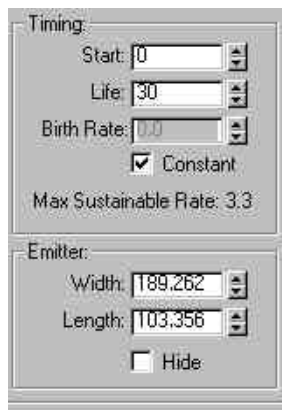 Timing:
Start: 0
Life: 30
Birth Rate: 0.0
Constant
Max Sustainable Rate: 3.3
Emitter:
Width: 189.262
Length: 103.356
Hide